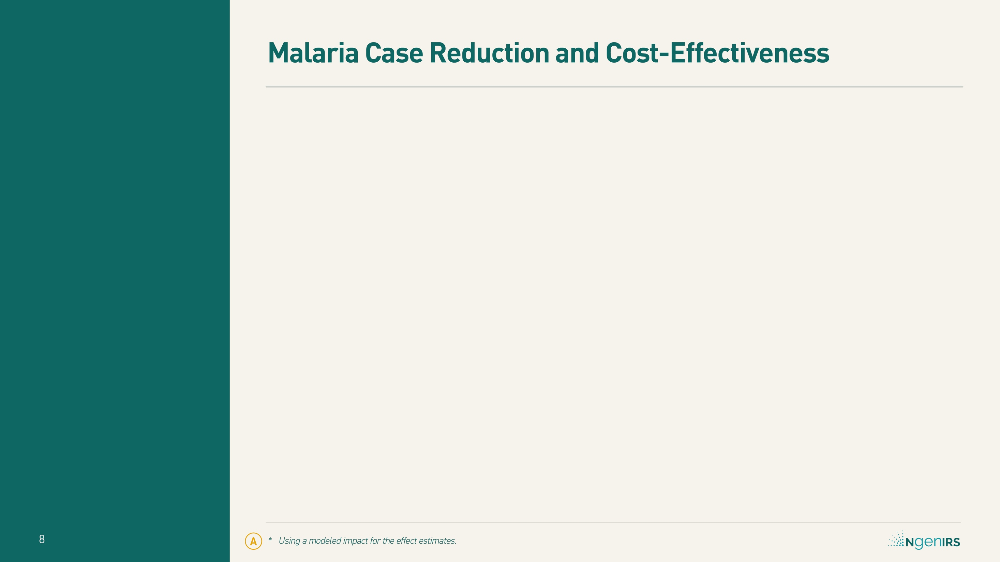 Malaria Case Reduction and Cost-Effectiveness
8
A
* Using a modeled impact for the effect estimates.
NgenIRS